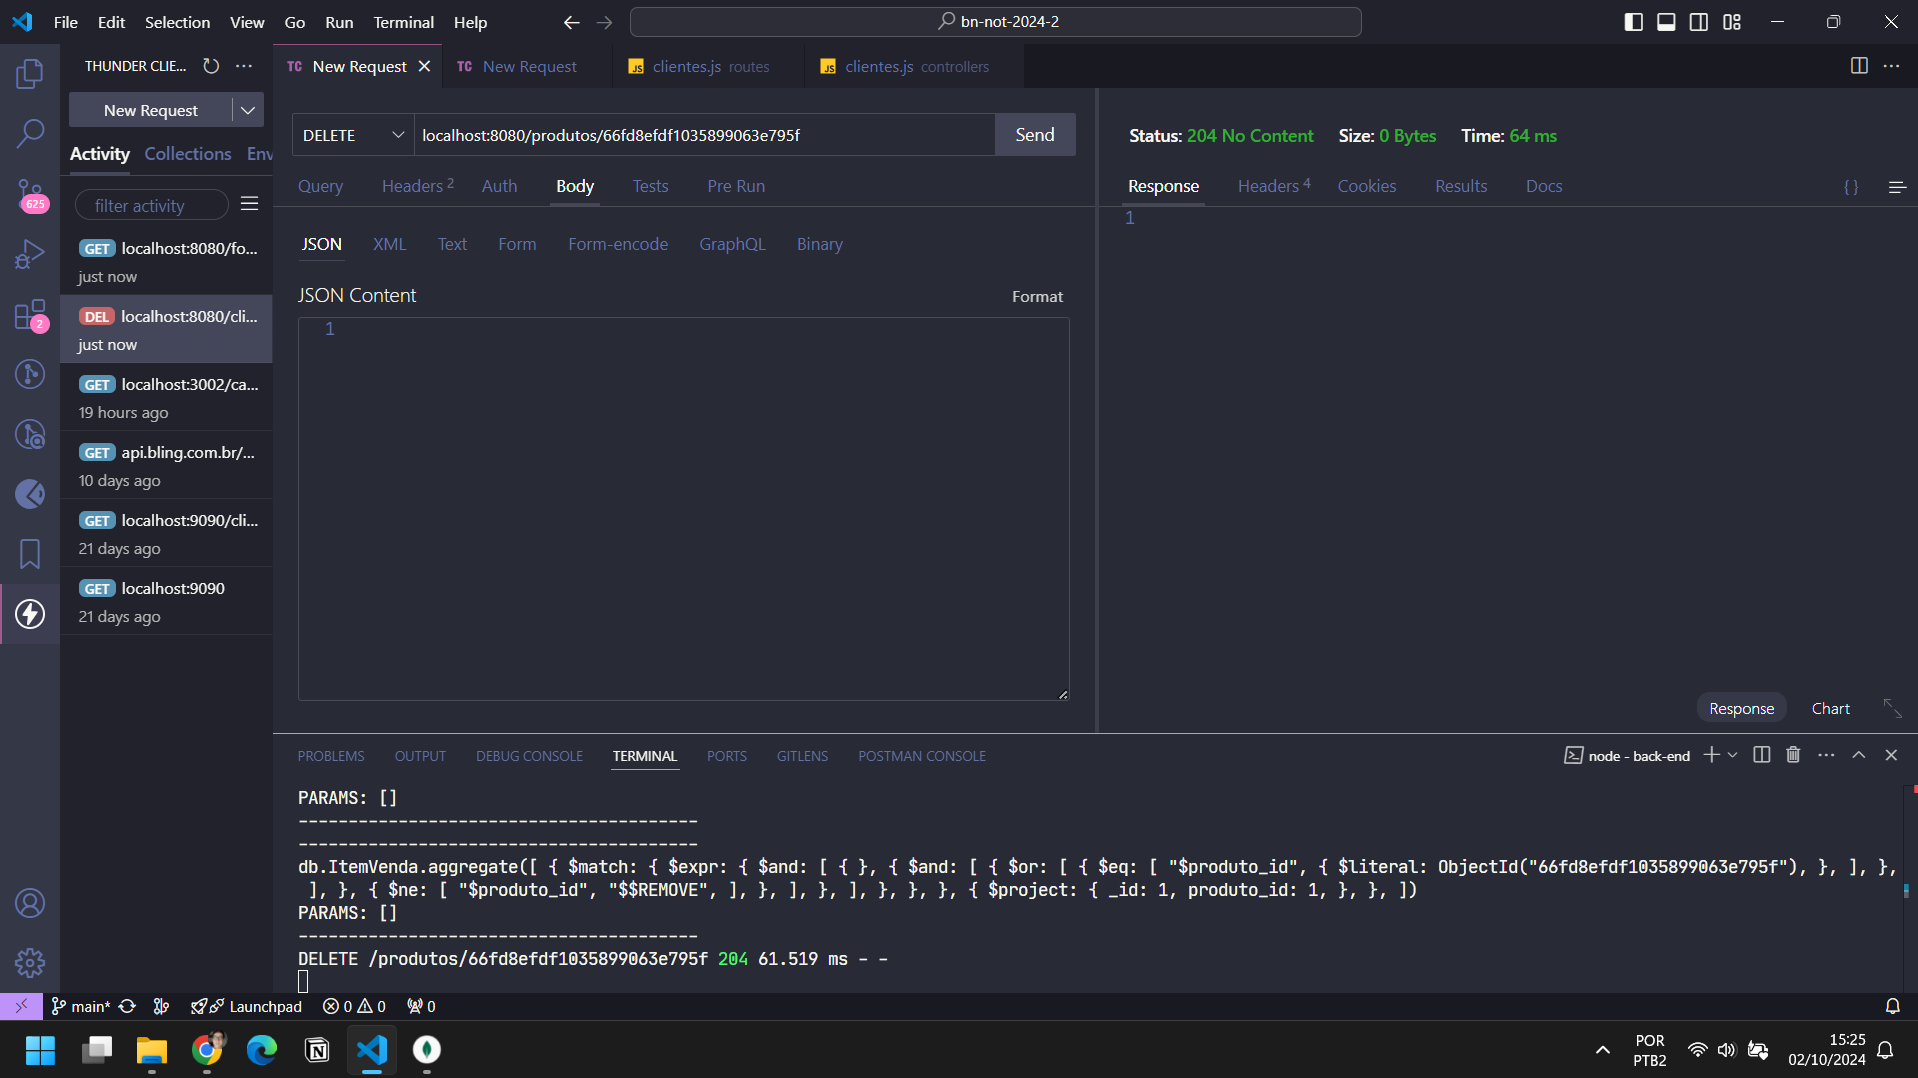 File Edit Selection View Go Run Terminal Help
bn-not-2024-2
THUNDER CLIE...
New Request
Activity Collections Env
filter activity
GET localhost:8080/fo...
just now
DEL localhost:8080/cli...
just now
GET localhost:3002/ca...
19 hours ago
GET api.bling.com.br/...
10 days ago
GET localhost:9090/cli...
21 days ago
GET localhost:9090
21 days ago
625
2
TC New Request
TC New Request
JS clientes.js routes
JS clientes.js controllers
DELETE localhost:8080/produtos/66fd8efdf1035899063e795f Send
Query Headers 2 Auth Body Tests Pre Run
JSON XML Text Form Form-encode GraphQL Binary
JSON Content Format
1
Status: 204 No Content Size: 0 Bytes Time: 64 ms
Response Headers 4 Cookies Results Docs { }
1
Response Chart
PROBLEMS OUTPUT DEBUG CONSOLE TERMINAL PORTS GITLENS POSTMAN CONSOLE
node - back-end
PARAMS: []
----------------------------------------
----------------------------------------
db.ItemVenda.aggregate([ { $match: { $expr: { $and: [ { }, { $and: [ { $or: [ { $eq: [ "$produto_id", { $literal: ObjectId("66fd8efdf1035899063e795f"), }, ], },
], }, { $ne: [ "$produto_id", "$$REMOVE", ], }, ], }, ], }, }, }, { $project: { _id: 1, produto_id: 1, }, }, ])
PARAMS: []
----------------------------------------
DELETE /produtos/66fd8efdf1035899063e795f 204 61.519 ms - -
main* Launchpad 0 0 0
POR
PTB2
15:25
02/10/2024